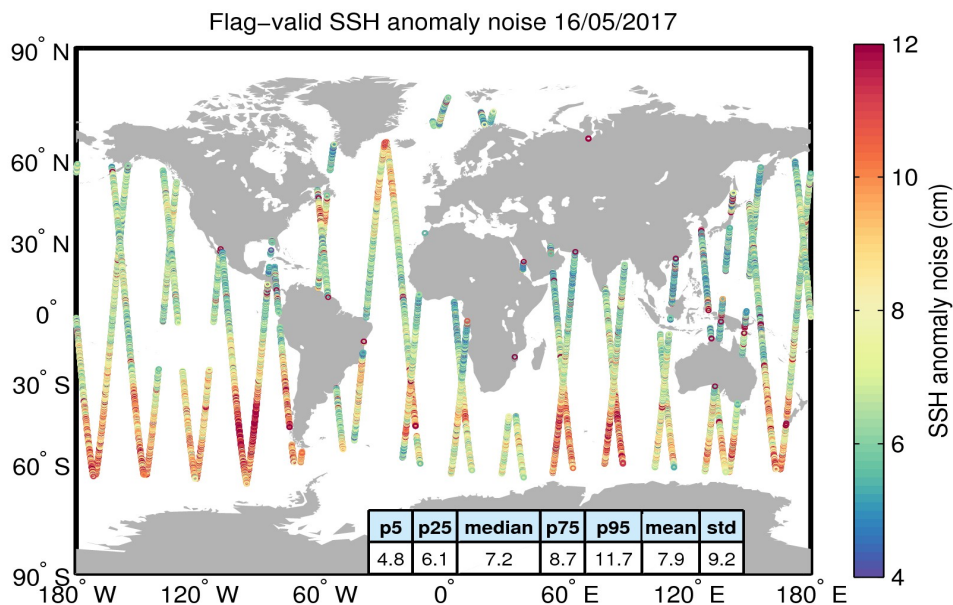 Flag−valid SSH anomaly noise 16/05/2017
90° N
60° N
30° N
0°
30° S
60° S
90° S
180° W
120° W
60° W
0°
60° E
120° E
180° E
p5 p25 median p75 p95 mean std
4.8 6.1 7.2 8.7 11.7 7.9 9.2
12
10
8
6
4
SSH anomaly noise (cm)